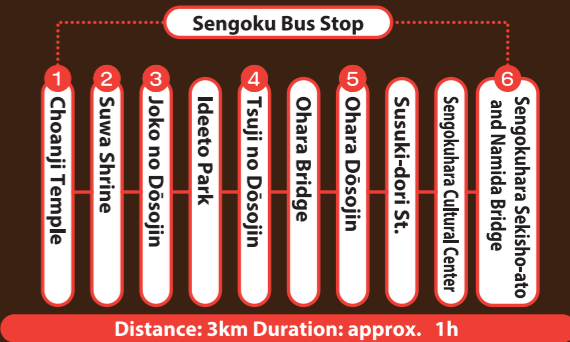 Sengoku Bus Stop
1
Choanji Temple
2
Suwa Shrine
3
Joko no Dōsojin
Ideeto Park
4
Tsuji no Dōsojin
Ohara Bridge
5
Ohara Dōsojin
Susuki-dori St.
Sengokuhara Cultural Center
6
Sengokuhara Sekisho-ato
and Namida Bridge
Distance: 3km Duration: approx. 1h